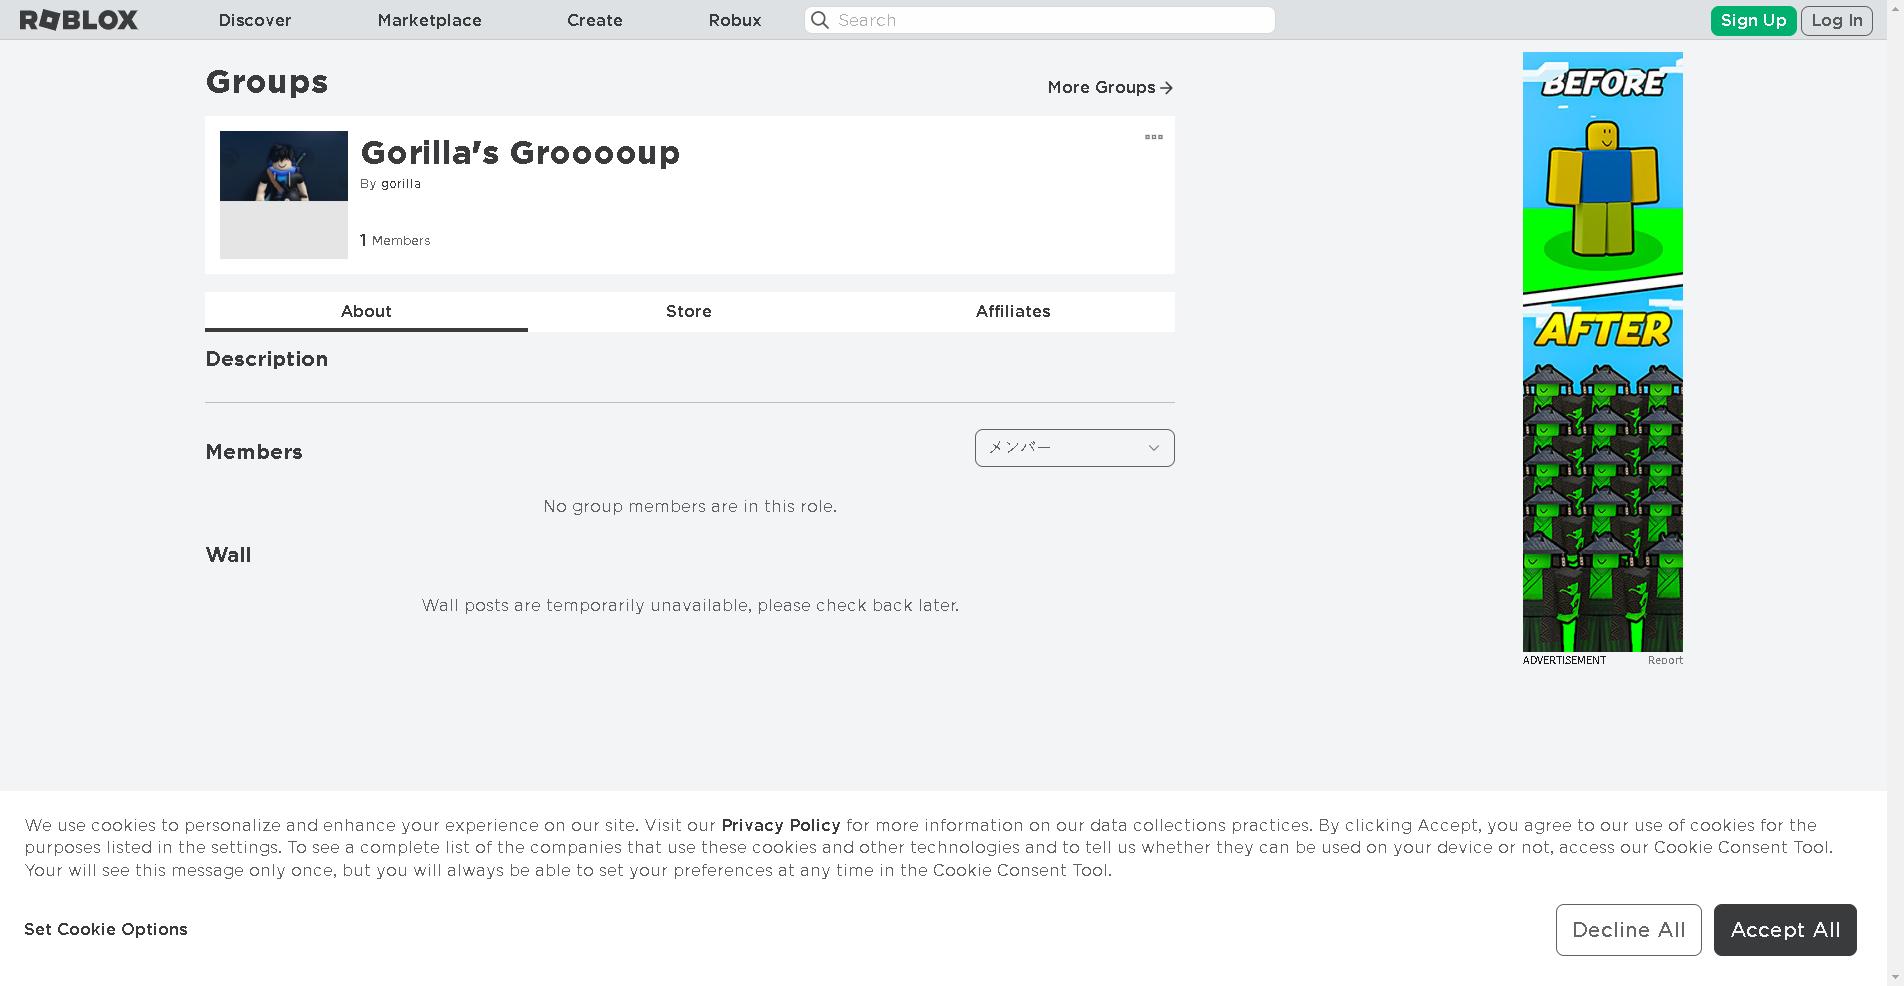 ROBLOX
Discover
Marketplace
Create
Robux
Search
Sign Up
Log In
Groups
More Groups
Gorilla's Grooooup
By gorilla
1 Members
About
Store
Affiliates
Description
Members
メンバー
No group members are in this role.
Wall
Wall posts are temporarily unavailable, please check back later.
BEFORE
AFTER
ADVERTISEMENT
Report
We use cookies to personalize and enhance your experience on our site. Visit our Privacy Policy for more information on our data collections practices. By clicking Accept, you agree to our use of cookies for the
purposes listed in the settings. To see a complete list of the companies that use these cookies and other technologies and to tell us whether they can be used on your device or not, access our Cookie Consent Tool.
Your will see this message only once, but you will always be able to set your preferences at any time in the Cookie Consent Tool.
Set Cookie Options
Decline All
Accept All